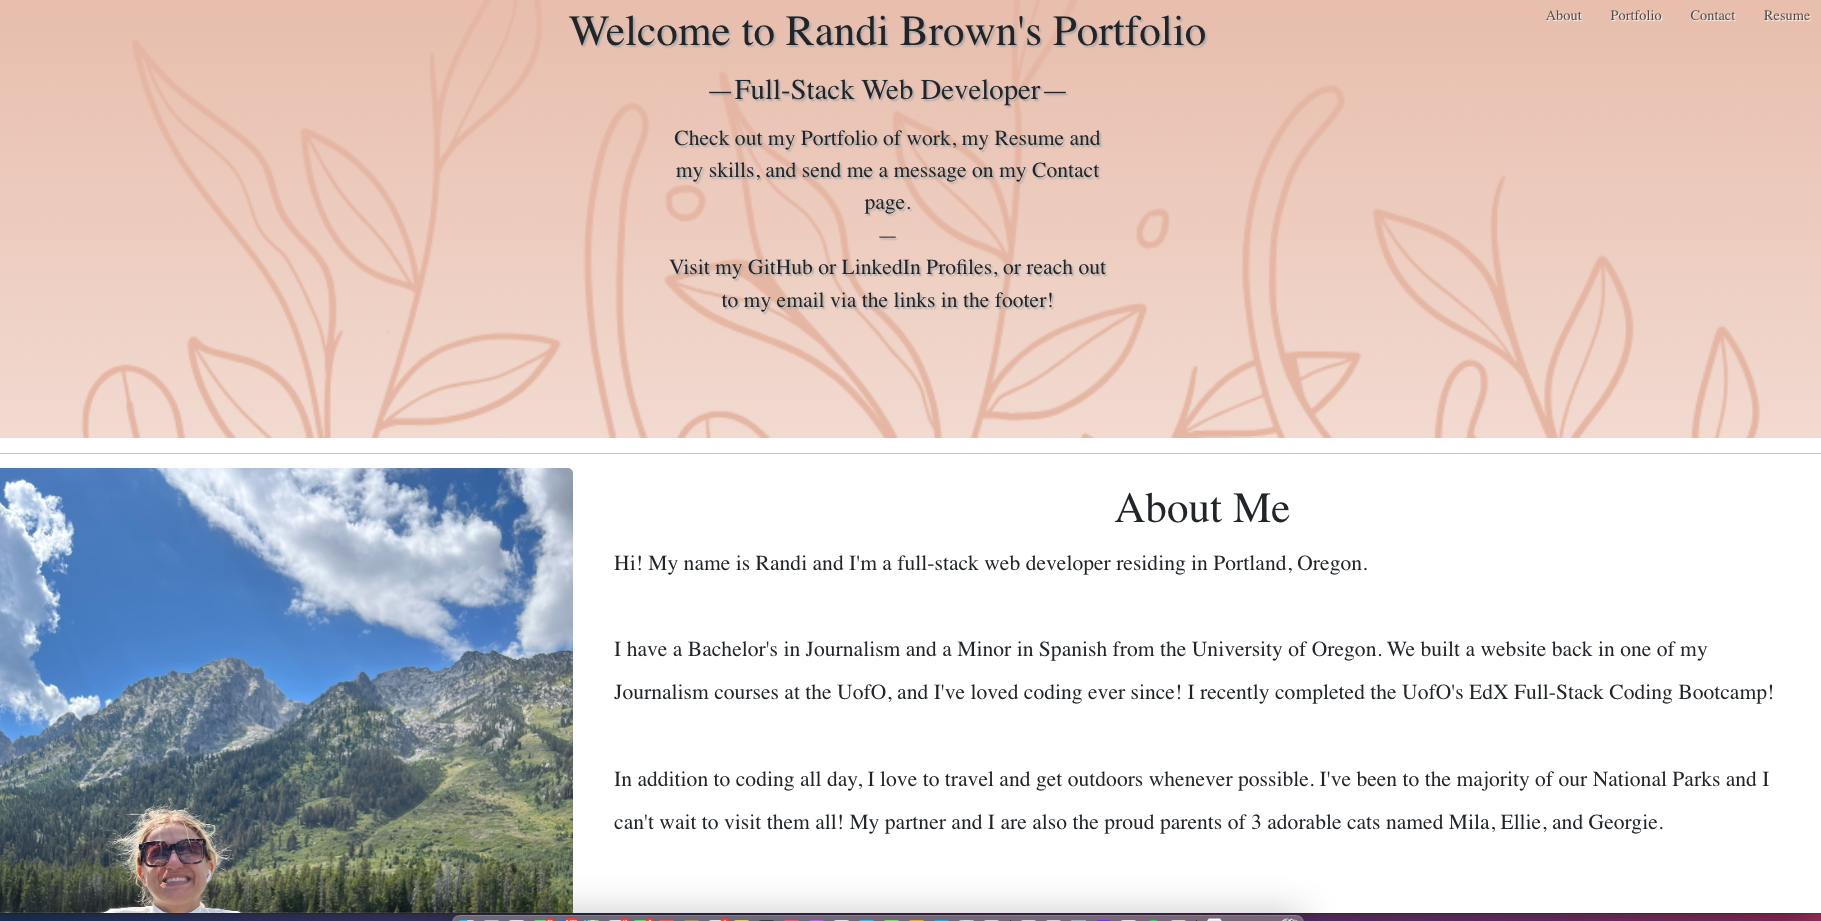 Welcome to Randi Brown's Portfolio
About Portfolio Contact Resume
—Full-Stack Web Developer—
Check out my Portfolio of work, my Resume and
my skills, and send me a message on my Contact
page.
—
Visit my GitHub or LinkedIn Profiles, or reach out
to my email via the links in the footer!
About Me
Hi! My name is Randi and I'm a full-stack web developer residing in Portland, Oregon.
I have a Bachelor's in Journalism and a Minor in Spanish from the University of Oregon. We built a website back in one of my
Journalism courses at the UofO, and I've loved coding ever since! I recently completed the UofO's EdX Full-Stack Coding Bootcamp!
In addition to coding all day, I love to travel and get outdoors whenever possible. I've been to the majority of our National Parks and I
can't wait to visit them all! My partner and I are also the proud parents of 3 adorable cats named Mila, Ellie, and Georgie.